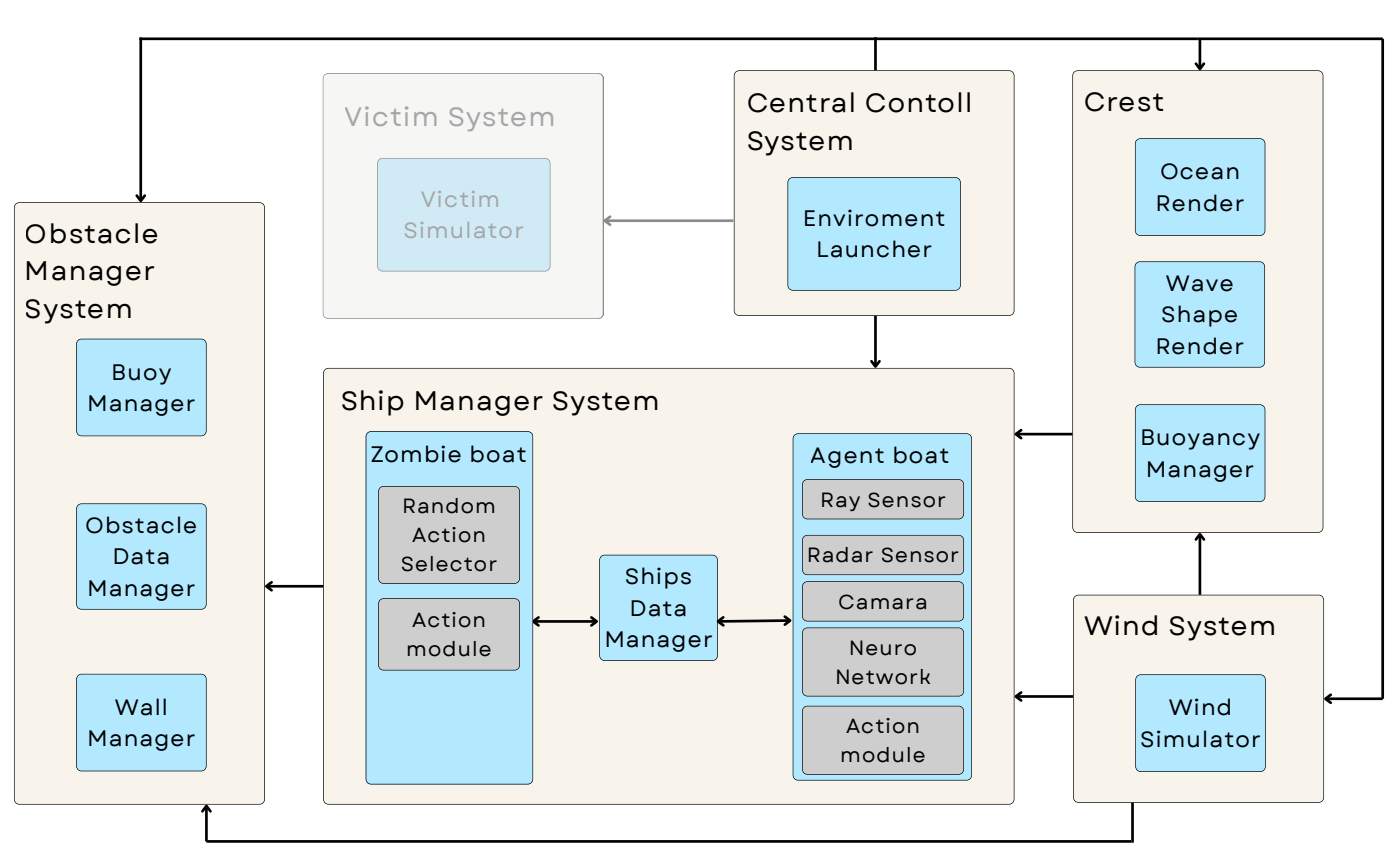 Victim System
Victim
Simulator
Central Contoll
System
Enviroment
Launcher
Crest
Ocean
Render
Wave
Shape
Render
Buoyancy
Manager
Obstacle
Manager
System
Buoy
Manager
Obstacle
Data
Manager
Wall
Manager
Ship Manager System
Zombie boat
Random
Action
Selector
Action
module
Ships
Data
Manager
Agent boat
Ray Sensor
Radar Sensor
Camara
Neuro
Network
Action
module
Wind System
Wind
Simulator